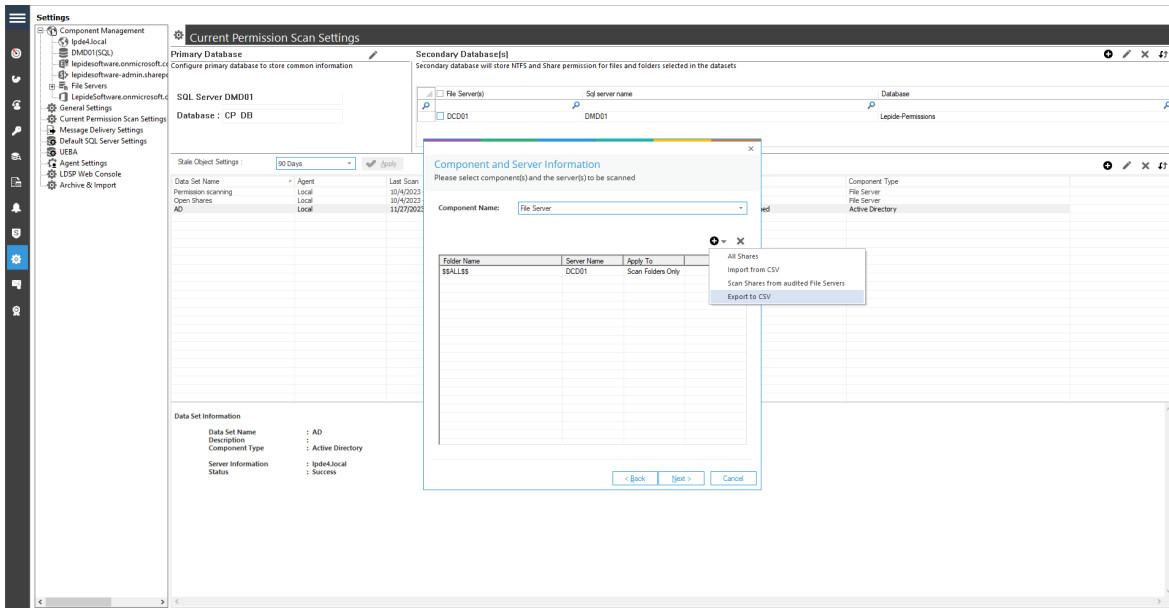 Settings
Component Management
lpde4.local
DMD01(SQL)
lepidesoftware.onmicrosoft.c
lepidesoftware-admin.sharepo
File Servers
LepideSoftware.onmicrosoft.c
General Settings
Current Permission Scan Settings
Message Delivery Settings
Default SQL Server Settings
UEBA
Agent Settings
LDSP Web Console
Archive & Import
Current Permission Scan Settings
Primary Database
Configure primary database to store common information
SQL Server DMD01
Database : CP DB
Secondary Database(s)
Secondary database will store NTFS and Share permission for files and folders selected in the datasets
File Server(s) Sql server name Database
DCD01 DMD01 Lepide-Permissions
Stale Object Settings : 90 Days Apply
Data Set Name Agent Last Scan Component Type
Permission scanning Local 10/4/2023 File Server
Open Shares Local 10/4/2023 File Server
AD Local 11/27/2023 ed Active Directory
Component and Server Information
Please select component(s) and the server(s) to be scanned
Component Name: File Server
Folder Name Server Name Apply To
$$ALL$$ DCD01 Scan Folders Only
All Shares
Import from CSV
Scan Shares from audited File Servers
Export to CSV
< Back Next > Cancel
Data Set Information
Data Set Name : AD
Description :
Component Type : Active Directory
Server Information : lpde4.local
Status : Success